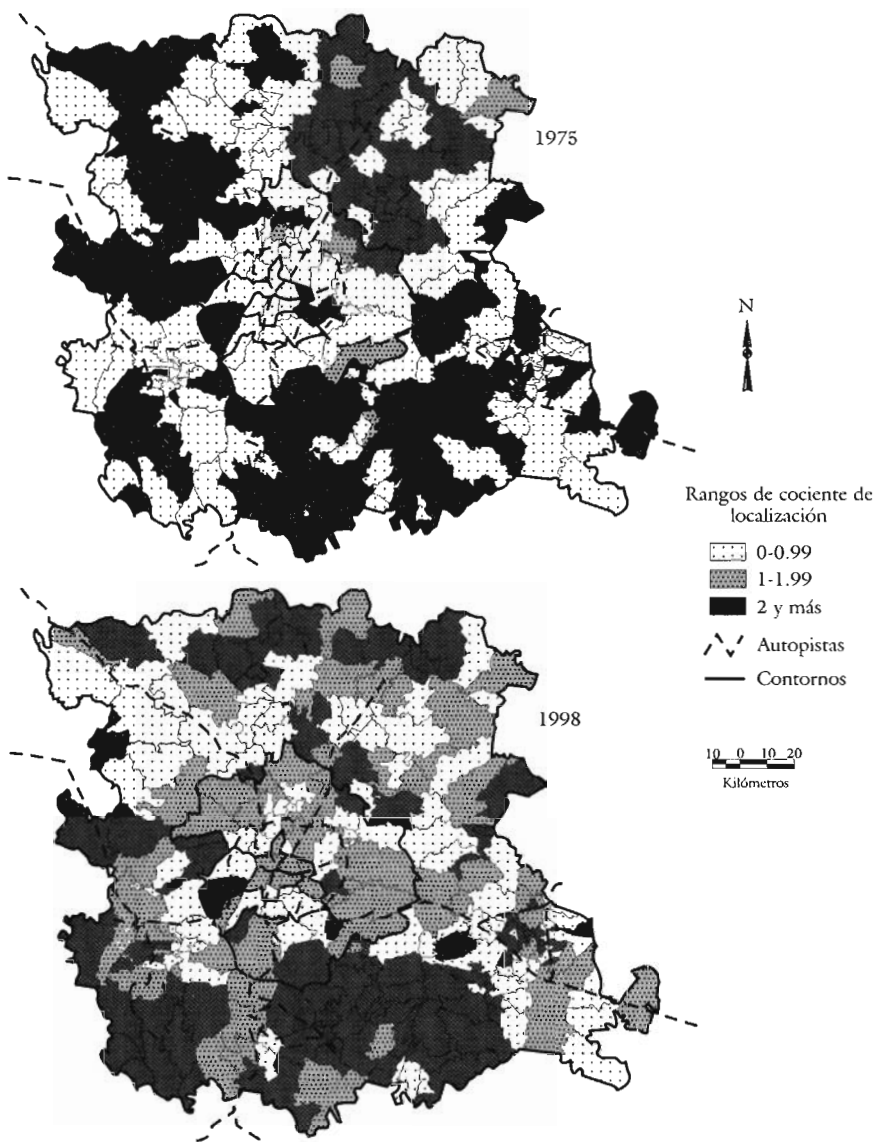 1975
N
Rangos de cociente de
localización
0-0.99
1-1.99
2 y más
Autopistas
Contornos
1998
10 0 10 20
Kilómetros